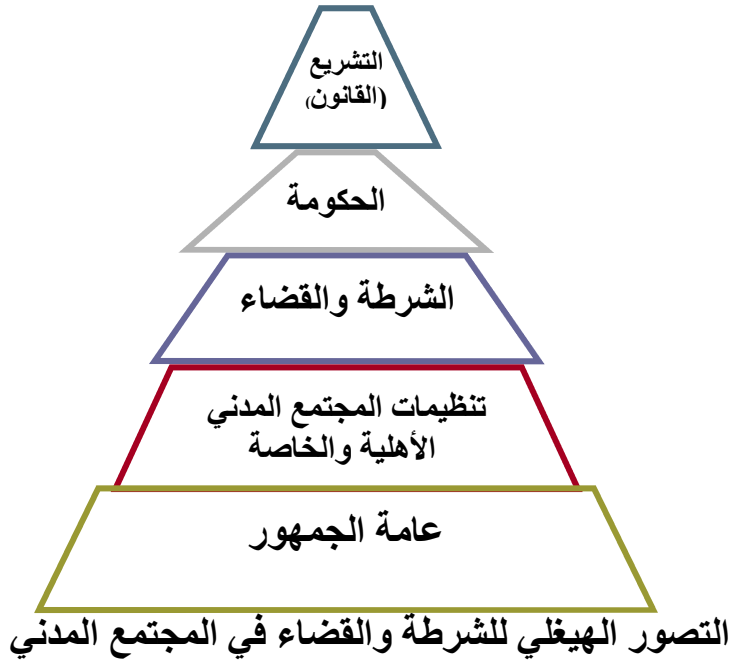 التشريع
(القانون)
الحكومة
الشرطة والقضاء
تنظيمات المجتمع المدني
الأهلية والخاصة
عامة الجمهور
التصور الهيغلي للشرطة والقضاء في المجتمع المدني